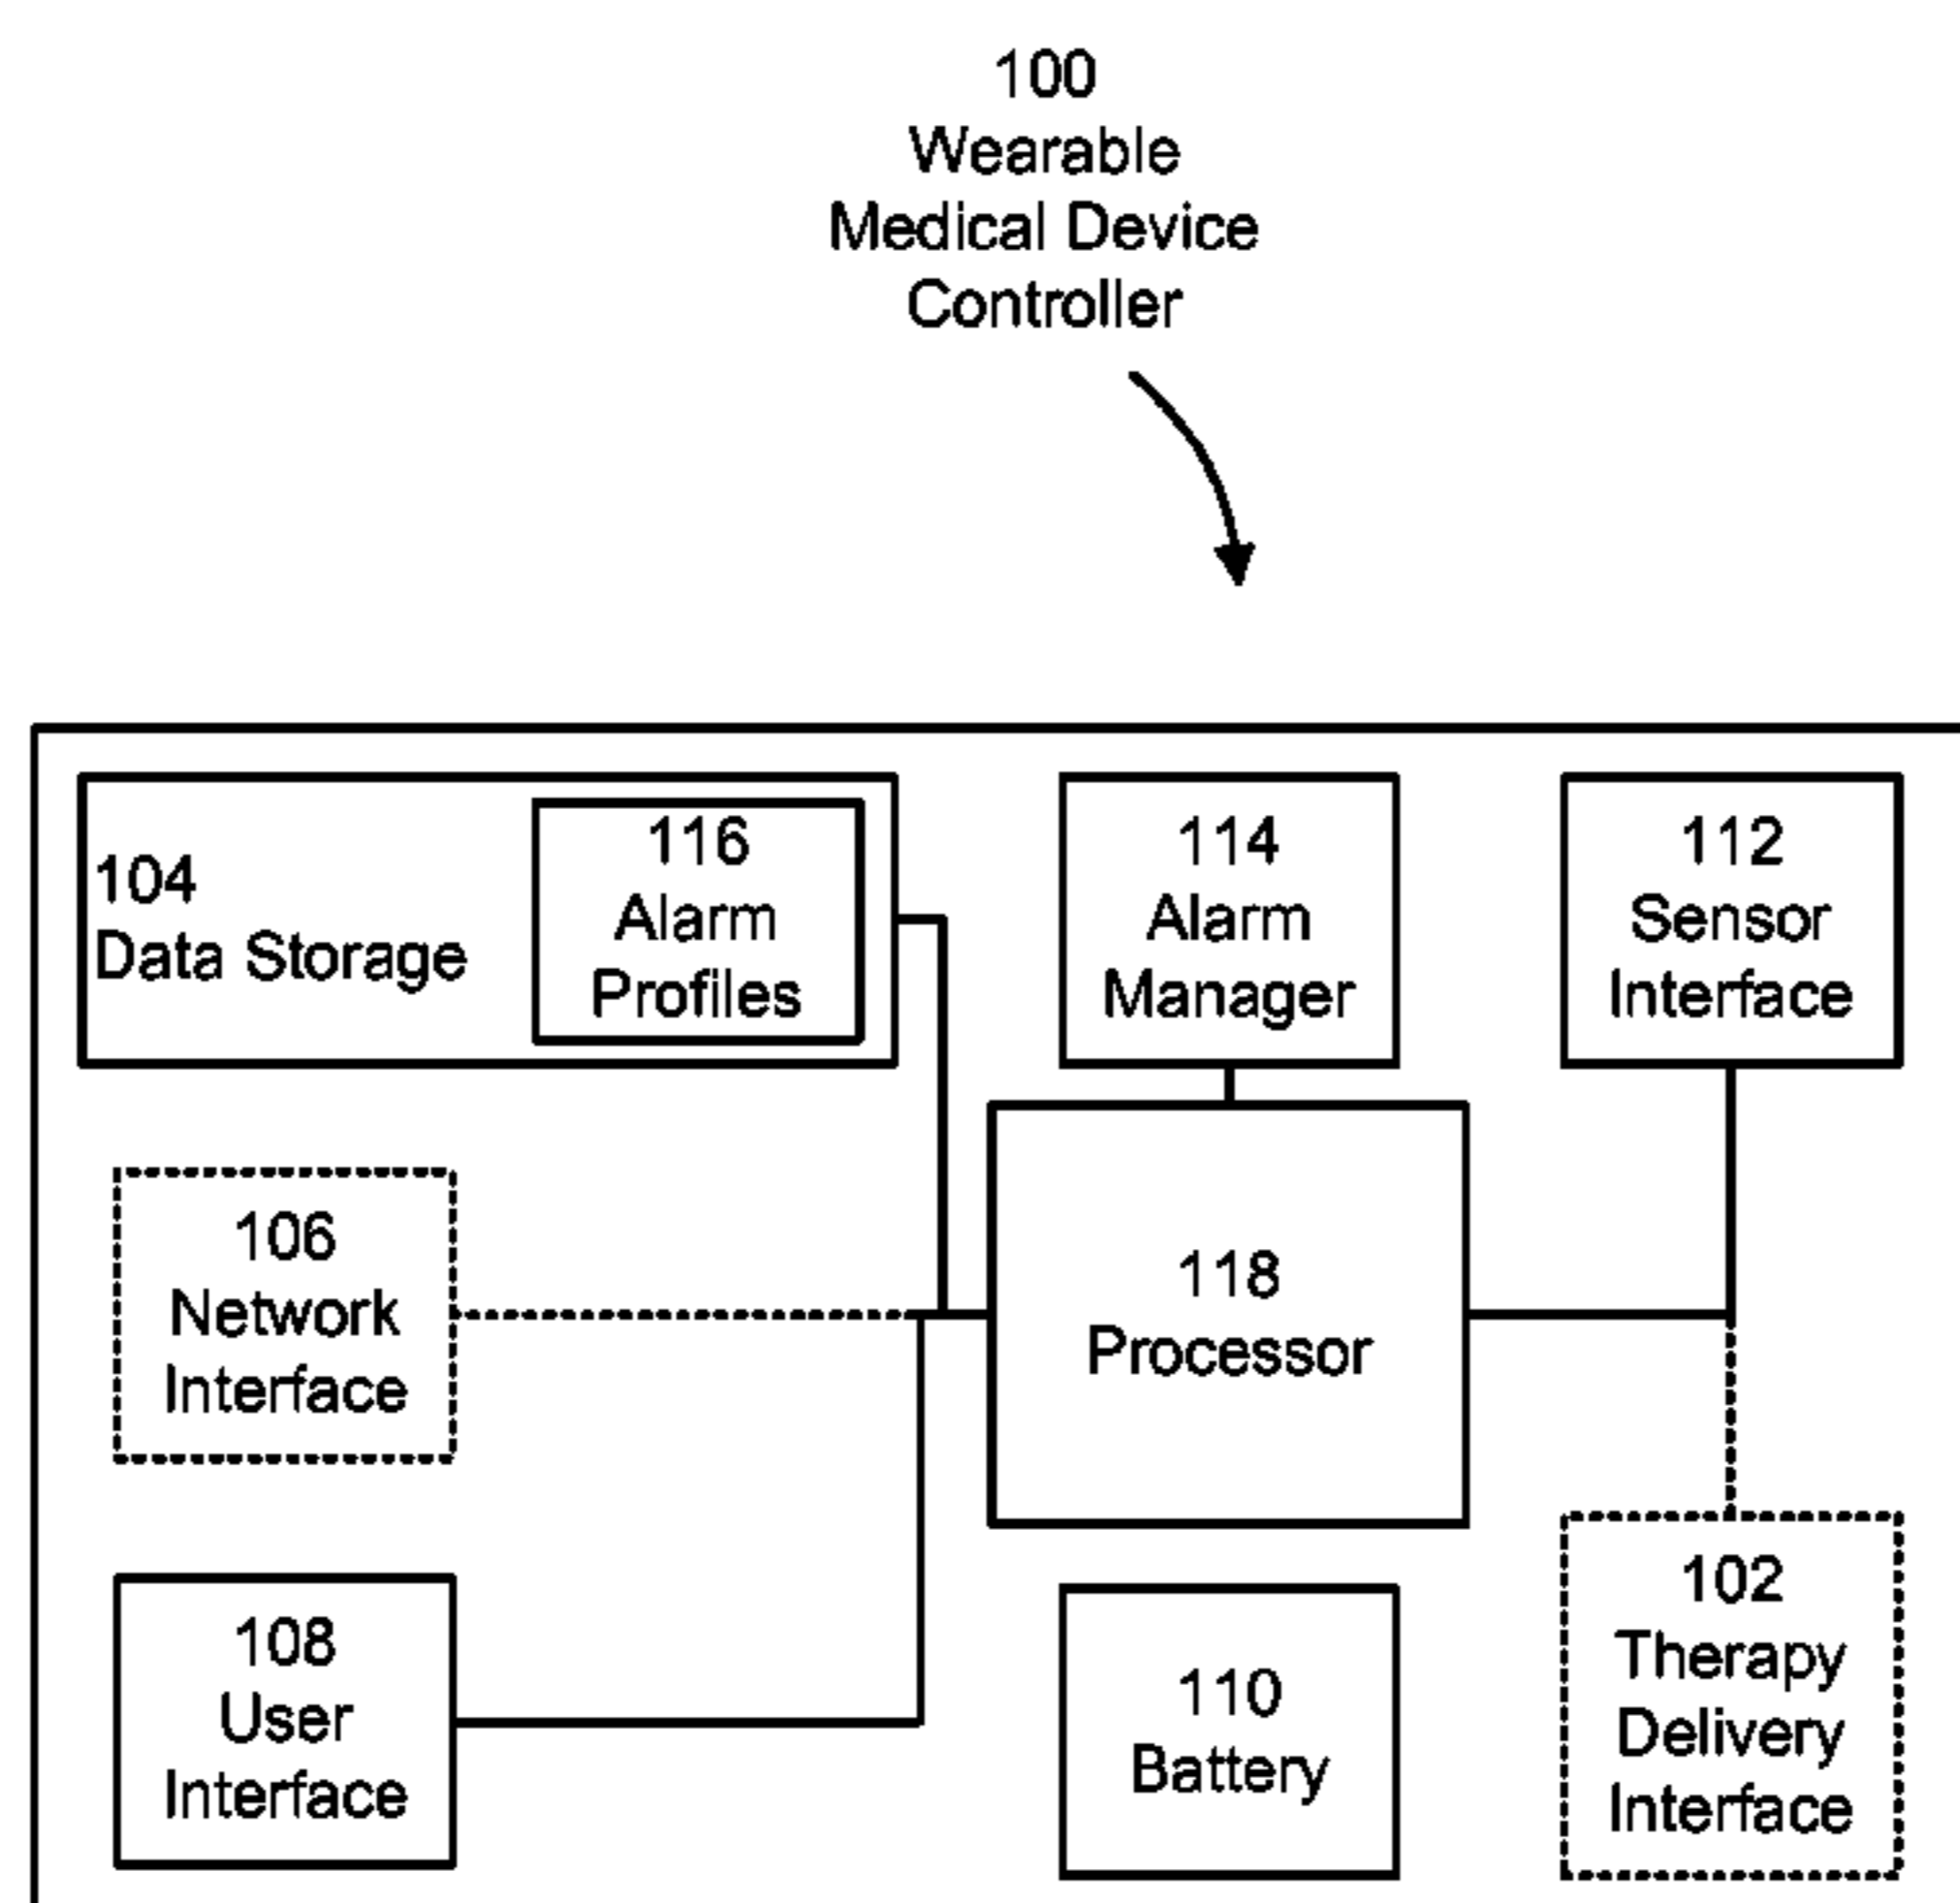 100
Wearable
Medical Device
Controller
104
Data Storage
116
Alarm
Profiles
114
Alarm
Manager
112
Sensor
Interface
106
Network
Interface
118
Processor
108
User
Interface
110
Battery
102
Therapy
Delivery
Interface